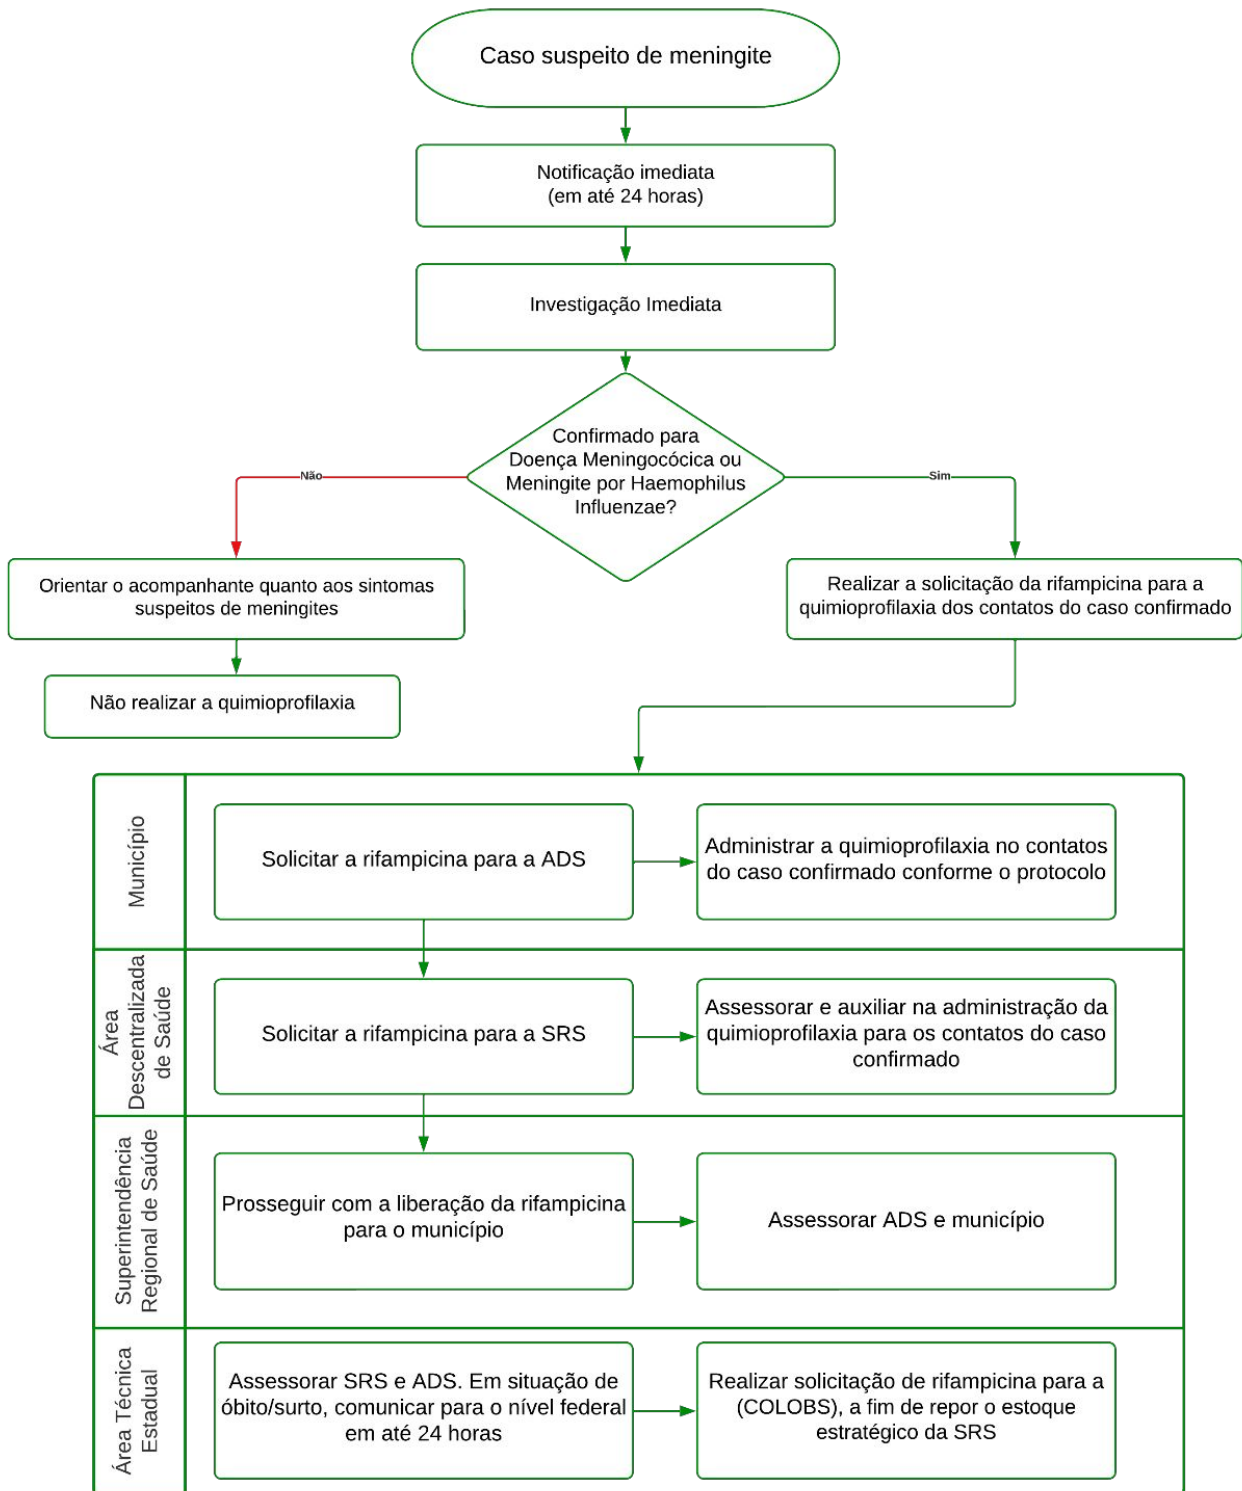 Caso suspeito de meningite
Notificação imediata
(em até 24 horas)
Investigação Imediata
Confirmado para
Doença Meningocócica ou
Meningite por Haemophilus
Influenzae?
Não
Sim
Orientar o acompanhante quanto aos sintomas
suspeitos de meningites
Realizar a solicitação da rifampicina para a
quimioprofilaxia dos contatos do caso confirmado
Não realizar a quimioprofilaxia
Município
Solicitar a rifampicina para a ADS
Administrar a quimioprofilaxia no contatos
do caso confirmado conforme o protocolo
Área
Descentralizada
de Saúde
Solicitar a rifampicina para a SRS
Assessorar e auxiliar na administração da
quimioprofilaxia para os contatos do caso
confirmado
Superintendência
Regional de Saúde
Prosseguir com a liberação da rifampicina
para o município
Assessorar ADS e município
Área Técnica
Estadual
Assessorar SRS e ADS. Em situação de
óbito/surto, comunicar para o nível federal
em até 24 horas
Realizar solicitação de rifampicina para a
(COLOBS), a fim de repor o estoque
estratégico da SRS